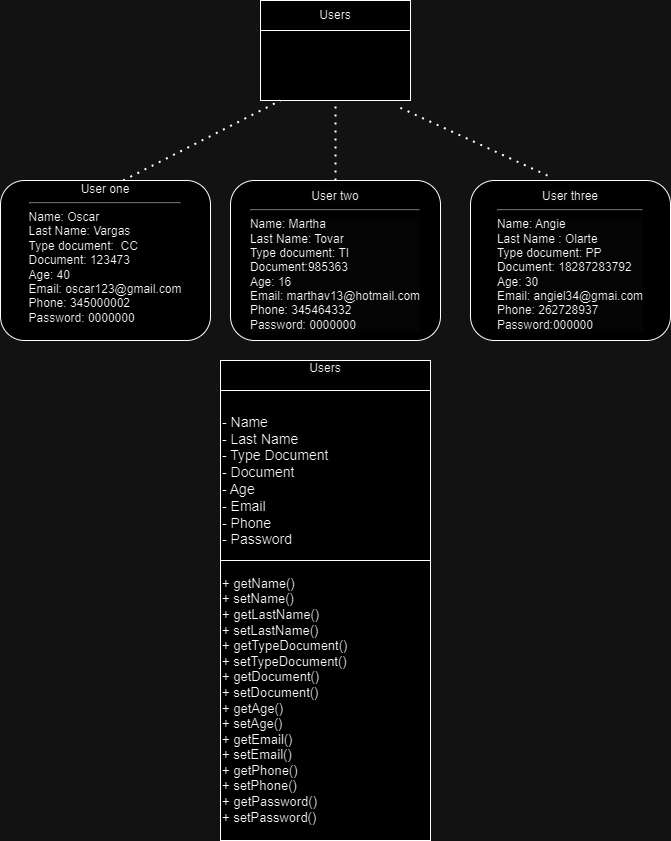 Users
User one
Name: Oscar
Last Name: Vargas
Type document:  CC
Document: 123473
Age: 40
Email: oscar123@gmail.com
Phone: 345000002
Password: 0000000
User two
Name: Martha
Last Name: Tovar
Type document: TI
Document:985363
Age: 16
Email: marthav13@hotmail.com
Phone: 345464332
Password: 0000000
User three
Name: Angie
Last Name : Olarte
Type document: PP
Document: 18287283792
Age: 30
Email: angiel34@gmai.com
Phone: 262728937
Password:000000
Users
- Name
- Last Name
- Type Document
- Document
- Age
- Email
- Phone
- Password
+ getName()
+ setName()
+ getLastName()
+ setLastName()
+ getTypeDocument()
+ setTypeDocument()
+ getDocument()
+ setDocument()
+ getAge()
+ setAge()
+ getEmail()
+ setEmail()
+ getPhone()
+ setPhone()
+ getPassword()
+ setPassword()